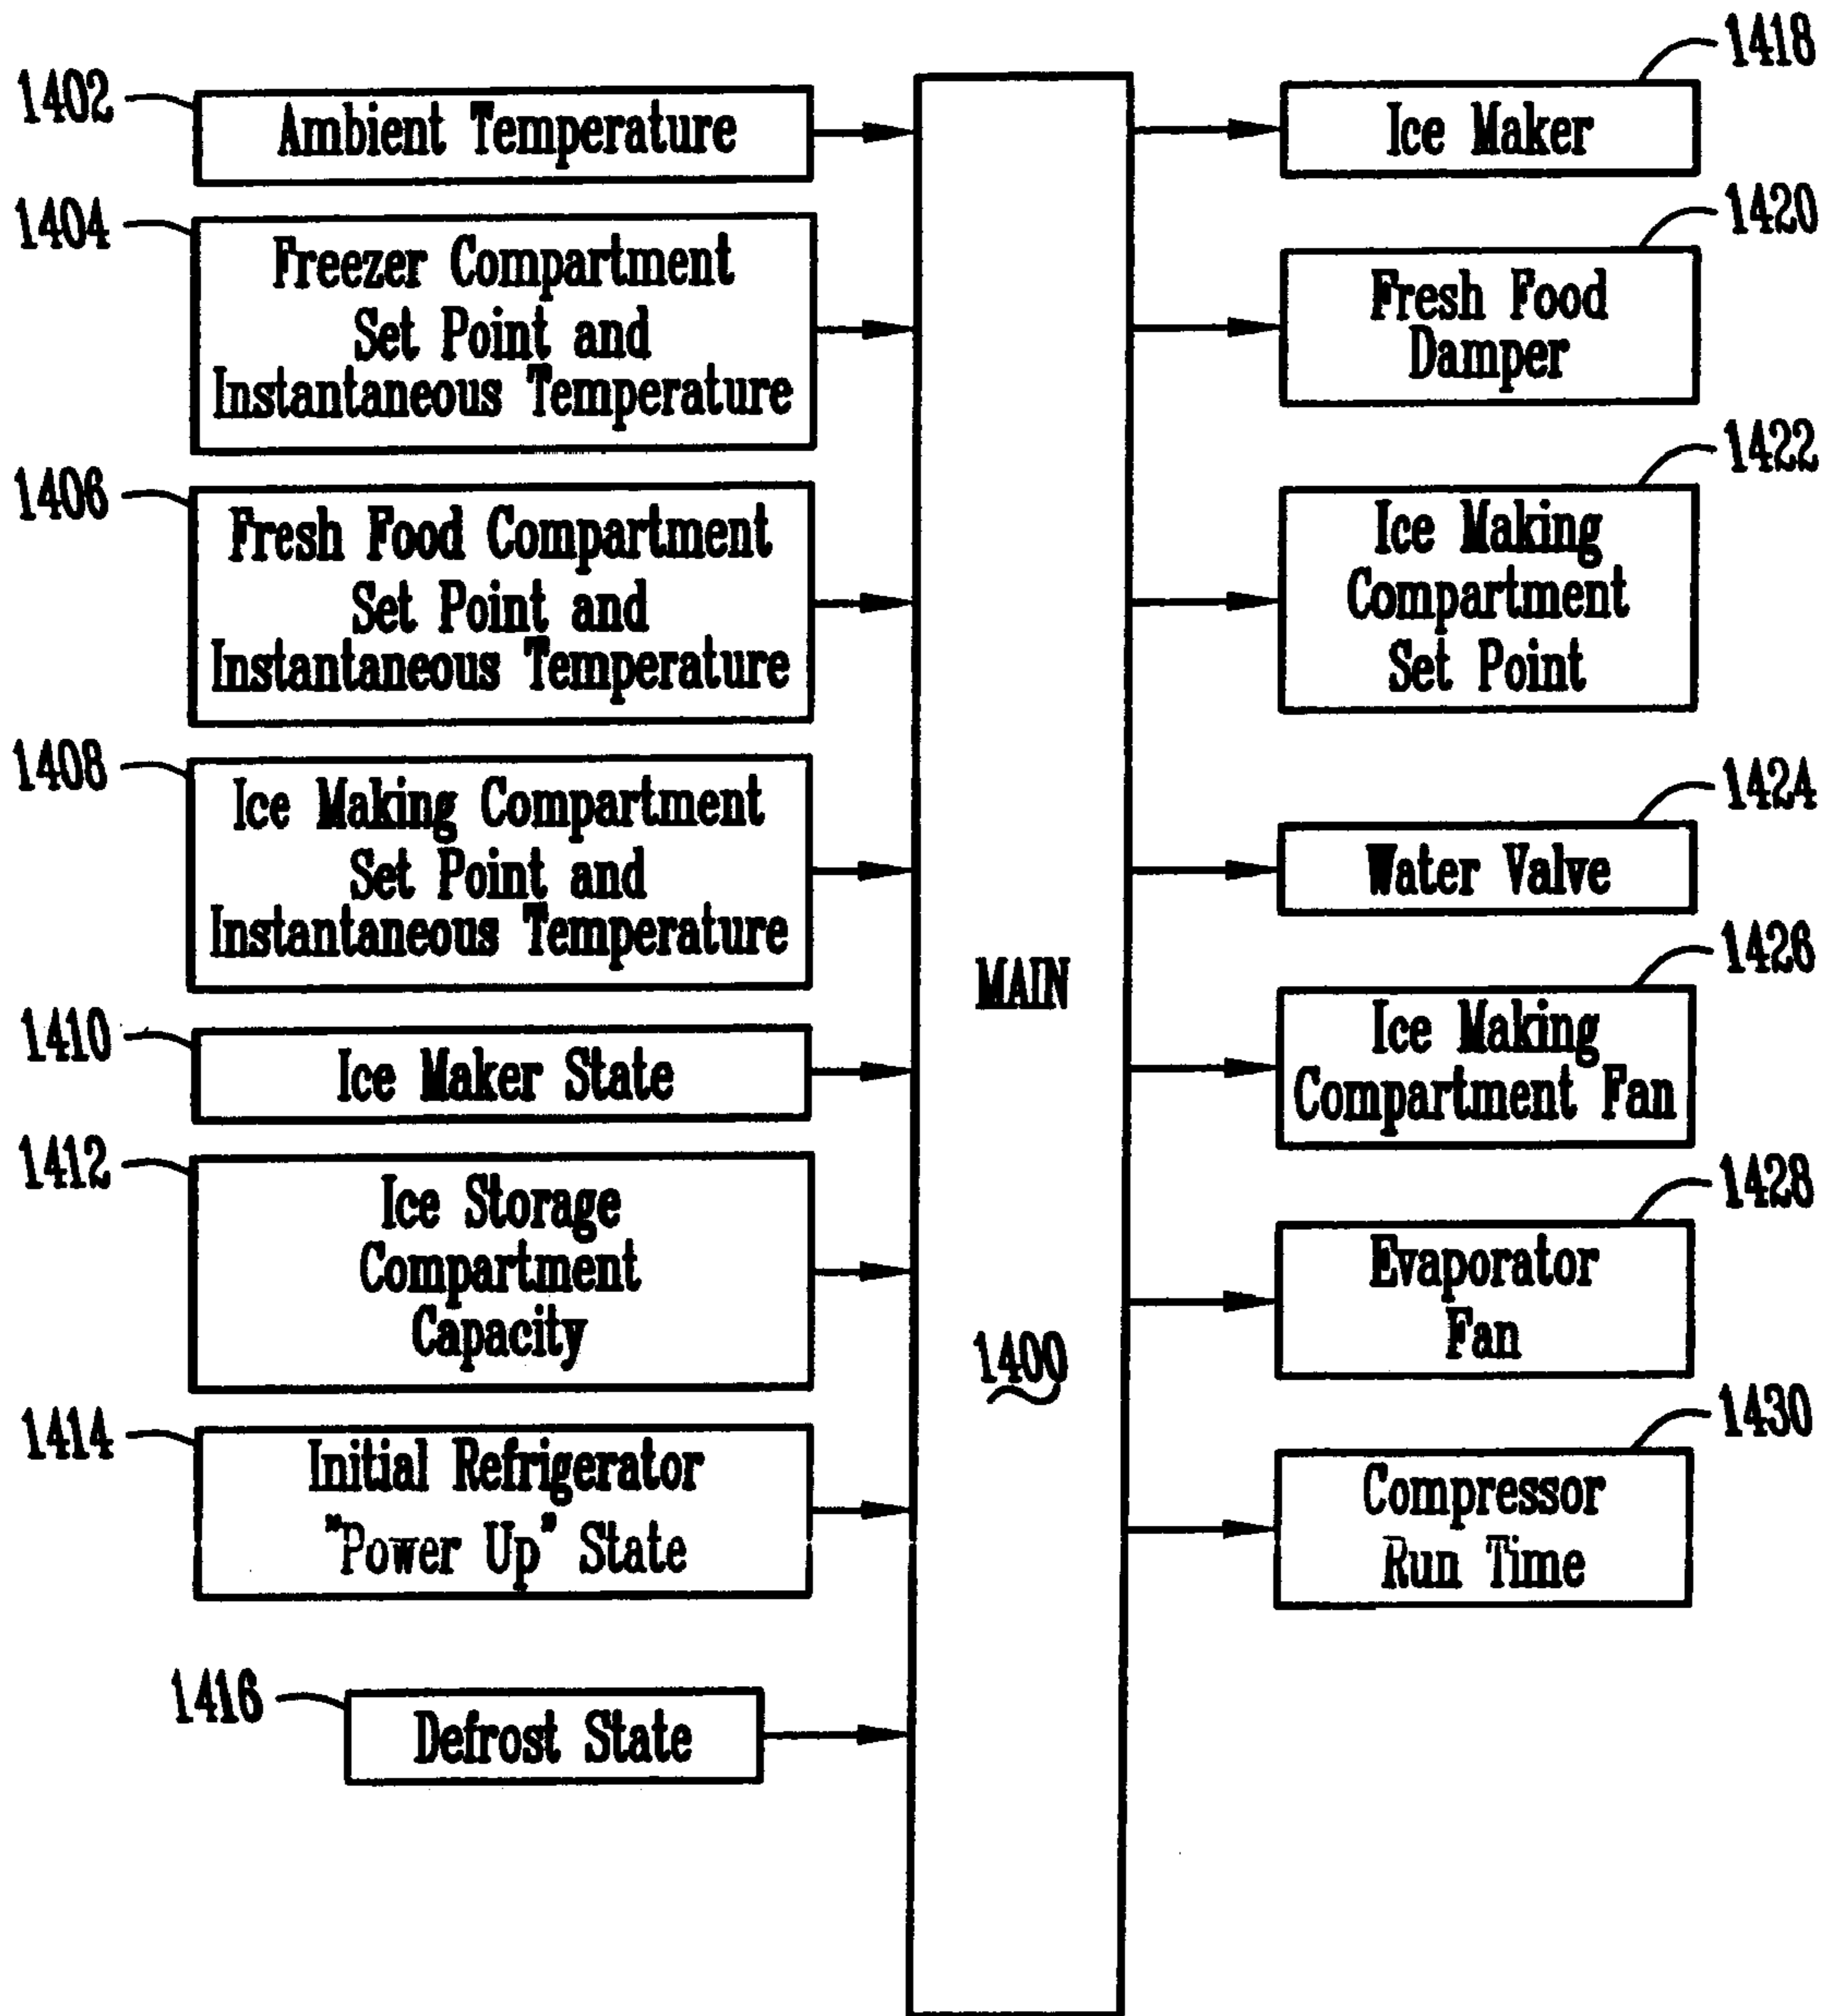 1402
Ambient Temperature
1404
Freezer Compartment
Set Point and
Instantaneous Temperature
1406
Fresh Food Compartment
Set Point and
Instantaneous Temperature
1408
Ice Making Compartment
Set Point and
Instantaneous Temperature
1410
Ice Maker State
1412
Ice Storage
Compartment
Capacity
1414
Initial Refrigerator
"Power Up" State
1416
Defrost State
MAIN
1400
1418
Ice Maker
1420
Fresh Food
Damper
1422
Ice Making
Compartment
Set Point
1424
Water Valve
1426
Ice Making
Compartment Fan
1428
Evaporator
Fan
1430
Compressor
Run Time